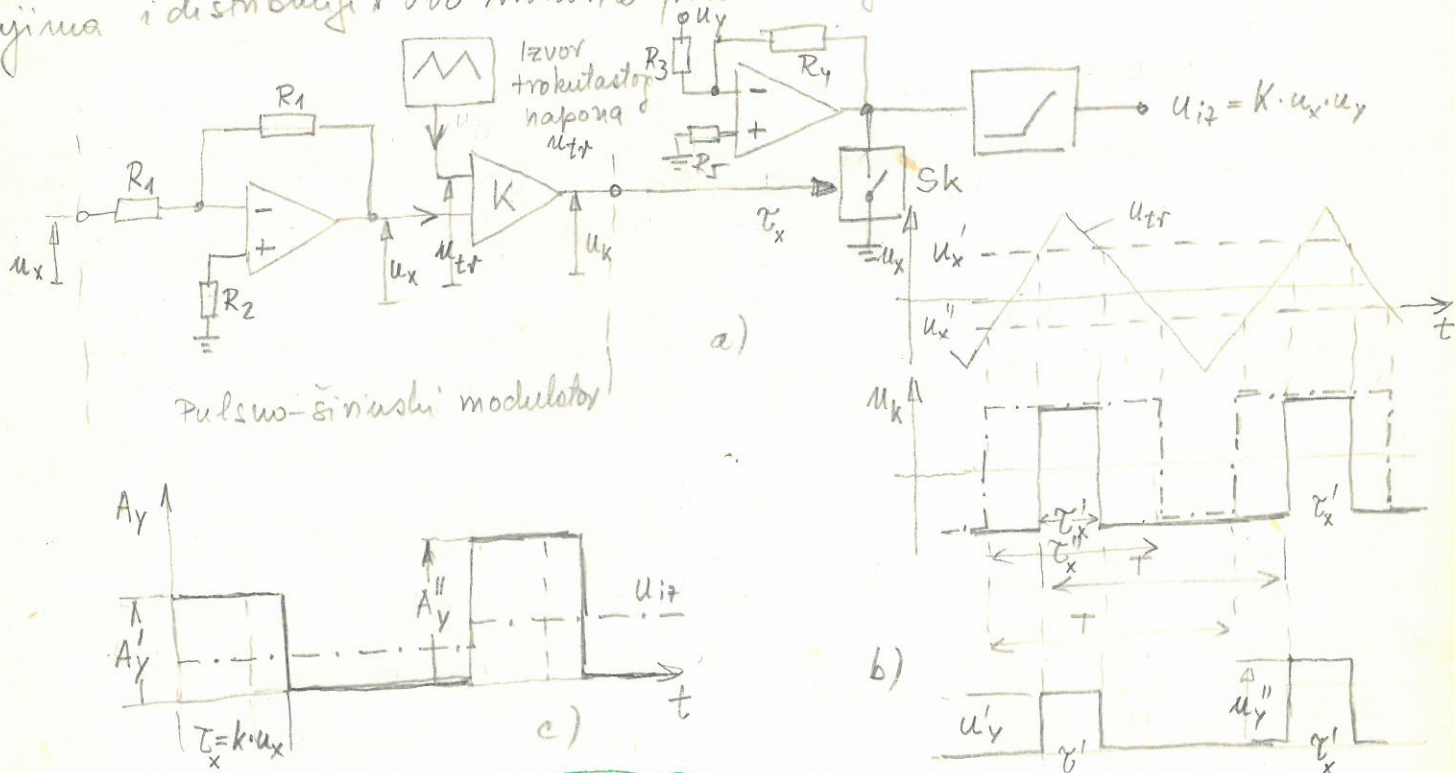 i distribuciji
Izvor
trokutastog
napona
u_tr
R1
R1
R2
u_x
u_x
u_tr
K
u_k
u_y
R3
R4
R5
Sk
τ_x
u_iz = K·u_x·u_y
a)
Pulsno-širinski modulator
u_x
u_x'
u_x''
u_tr
t
u_k
τ_x'
τ_x''
T
T
τ_x'
b)
u_y'
u_y''
τ'
τ_x'
A_y
A_y'
A_y''
u_iz
t
τ_x=k·u_x
c)